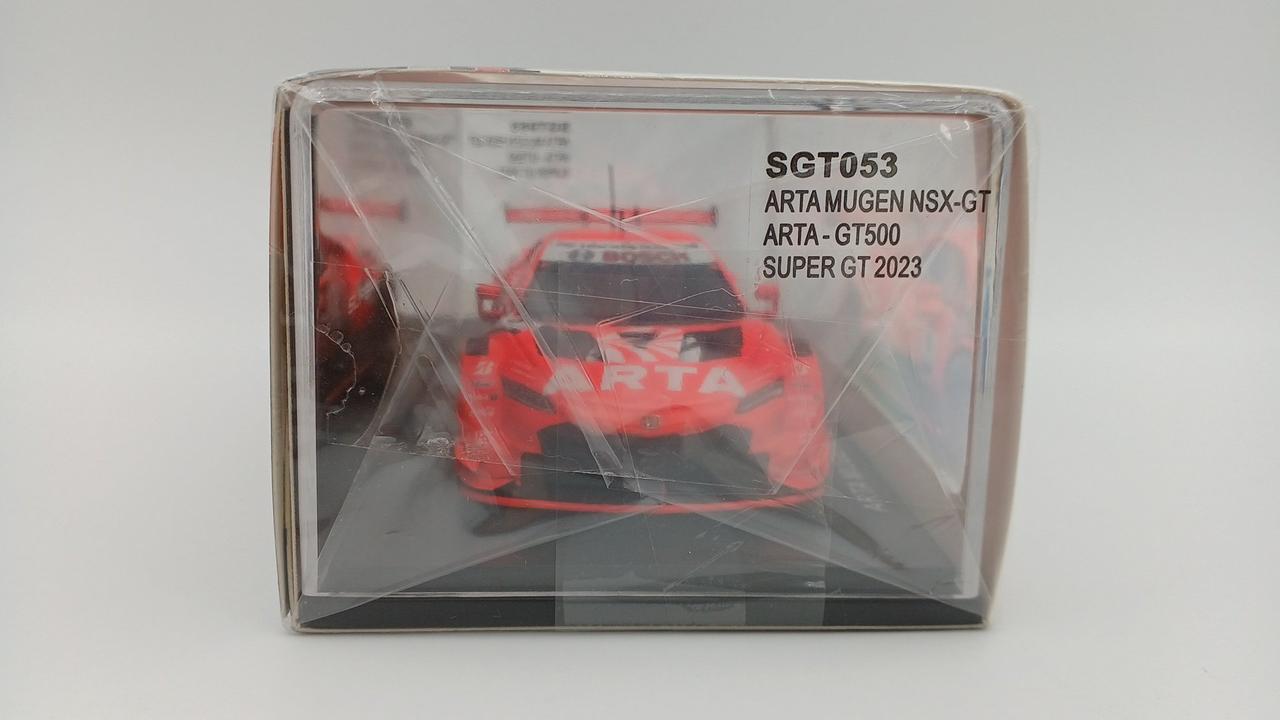 SGT053
ARTA MUGEN NSX-GT
ARTA - GT500
SUPER GT 2023
BOSCH
ARTA